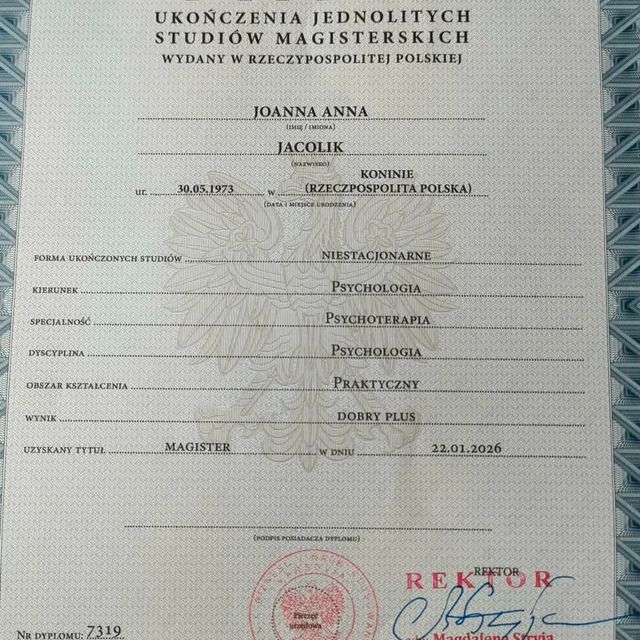 UKOŃCZENIA JEDNOLITYCH
STUDIÓW MAGISTERSKICH
WYDANY W RZECZYPOSPOLITEJ POLSKIEJ
JOANNA ANNA
(IMIĘ / IMIONA)
JACOLIK
(NAZWISKO)
ur. 30.05.1973 w KONINIE
(RZECZPOSPOLITA POLSKA)
(DATA I MIEJSCE URODZENIA)
FORMA UKOŃCZONYCH STUDIÓW NIESTACJONARNE
KIERUNEK PSYCHOLOGIA
SPECJALNOŚĆ PSYCHOTERAPIA
DYSCYPLINA PSYCHOLOGIA
OBSZAR KSZTAŁCENIA PRAKTYCZNY
WYNIK DOBRY PLUS
UZYSKANY TYTUŁ MAGISTER W DNIU 22.01.2026
(PODPIS POSIADACZA DYPLOMU)
REKTOR
REKTOR
Pieczęć
urzędowa
NR DYPLOMU: 7319
Magdalena